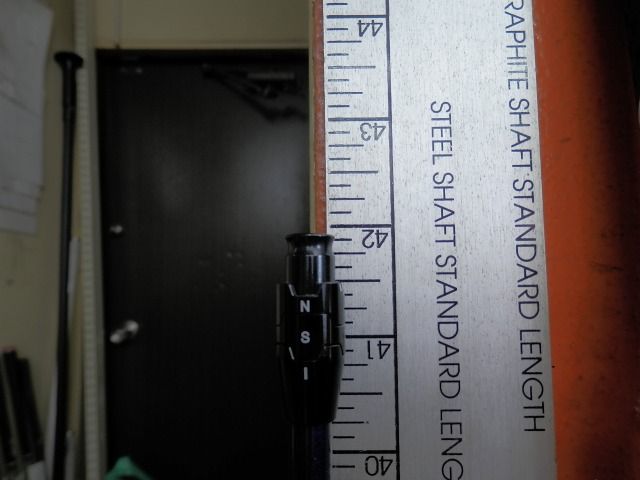 44
43
42
41
40
RAPHITE SHAFT STANDARD LENGTH
STEEL SHAFT STANDARD LENG
N
S
\
I